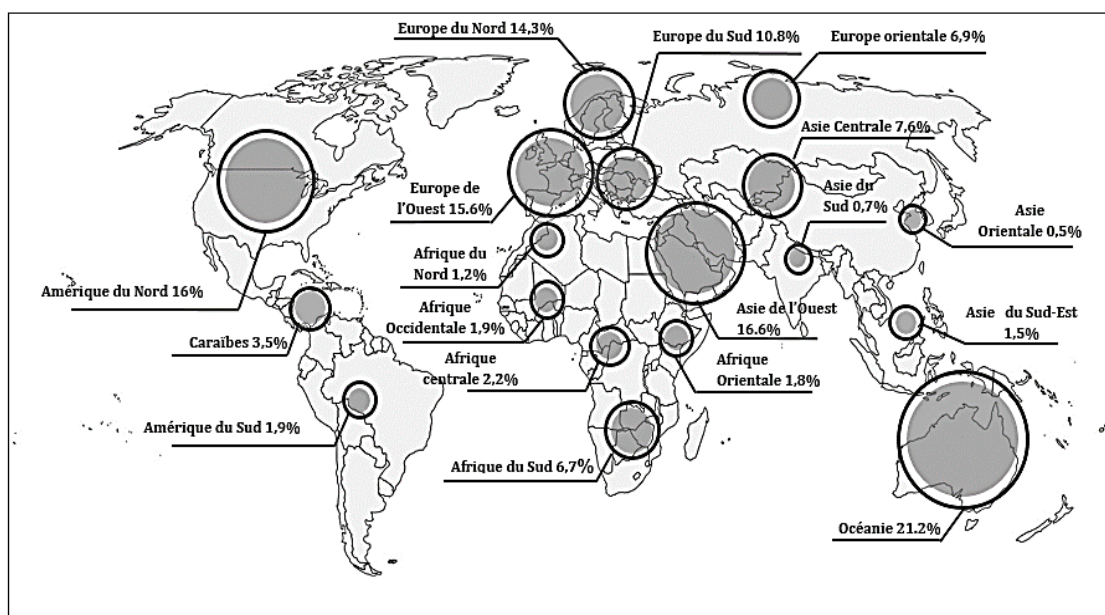 Europe du Nord 14,3%
Europe du Sud 10.8%
Europe orientale 6,9%
Asie Centrale 7,6%
Asie du
Sud 0,7%
Europe de
l'Ouest 15.6%
Asie
Orientale 0,5%
Afrique du
Nord 1,2%
Amérique du Nord 16%
Afrique
Occidentale 1,9%
Asie de l'Ouest
16.6%
Asie du Sud-Est
1,5%
Caraïbes 3,5%
Afrique
centrale 2,2%
Afrique
Orientale 1,8%
Amérique du Sud 1,9%
Afrique du Sud 6,7%
Océanie 21.2%